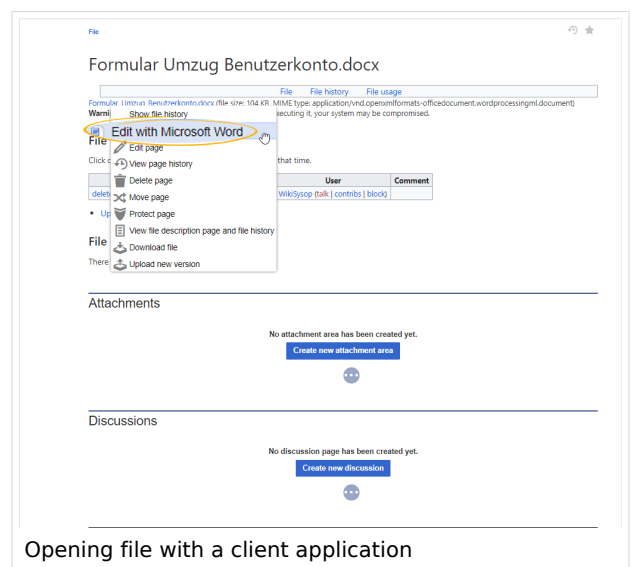 File
Formular Umzug Benutzerkonto.docx
File File history File usage
Formular_Umzug_Benutzerkonto.docx (file size: 104 KB, MIME type: application/vnd.openxmlformats-officedocument.wordprocessingml.document)
Warni
Show file history
executing it, your system may be compromised.
Edit with Microsoft Word
File
Edit page
Click
View page history
that time.
Delete page
User Comment
delet
Move page
WikiSysop (talk | contribs | block)
Up
Protect page
View file description page and file history
File
Download file
There
Upload new version
Attachments
No attachment area has been created yet.
Create new attachment area
Discussions
No discussion page has been created yet.
Create new discussion
Opening file with a client application